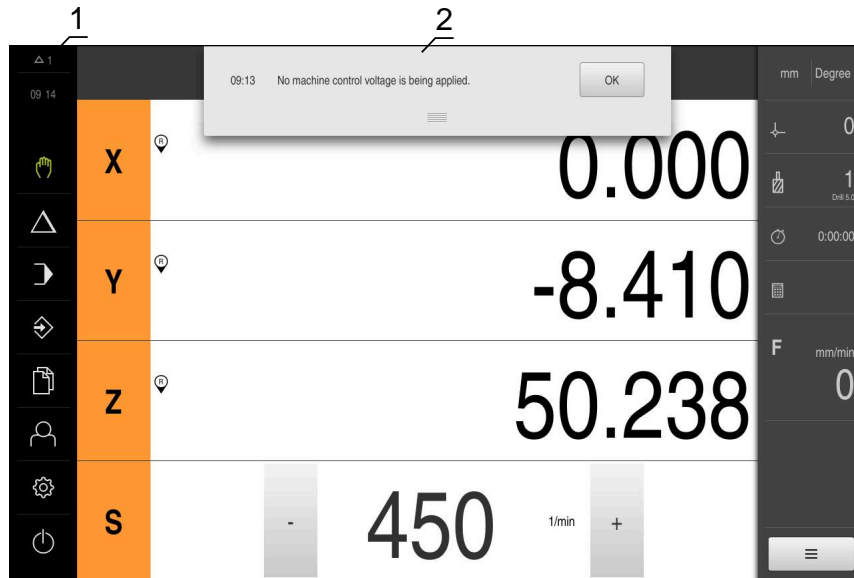 1
2
△ 1
09 14
09:13 No machine control voltage is being applied. OK
mm Degree
X R 0.000
0
1
Drill 5.0
0:00:00
Y R -8.410
F mm/min
0
Z R 50.238
S - 450 1/min +